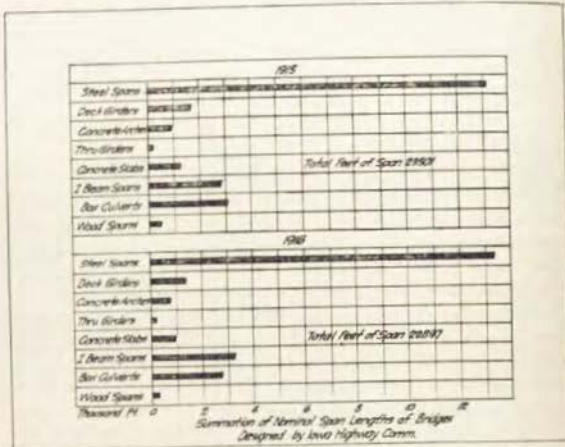 1915
Steel Spans
Deck Girders
Concrete Arches
Thru Girders
Concrete Slabs
Total Feet of Span
I Beam Spans
Box Culverts
Wood Spans
1916
Steel Spans
Deck Girders
Concrete Arches
Thru Girders
Concrete Slabs
Total Feet of Span
I Beam Spans
Box Culverts
Wood Spans
Thousand Ft. 0 2 4 6 8 10 12
Summation of Nominal Span Lengths of Bridges
Designed by Iowa Highway Comm.